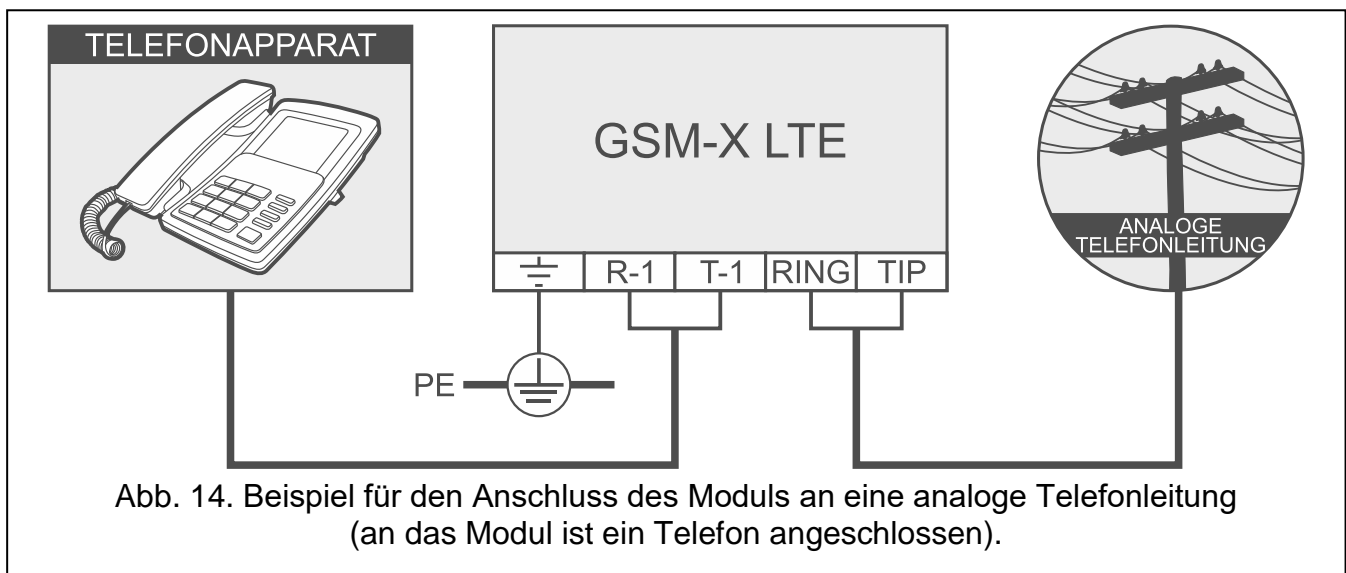 TELEFONAPPARAT
GSM-X LTE
R-1 T-1 RING TIP
PE
ANALOGE
TELEFONLEITUNG
Abb. 14. Beispiel für den Anschluss des Moduls an eine analoge Telefonleitung
(an das Modul ist ein Telefon angeschlossen).